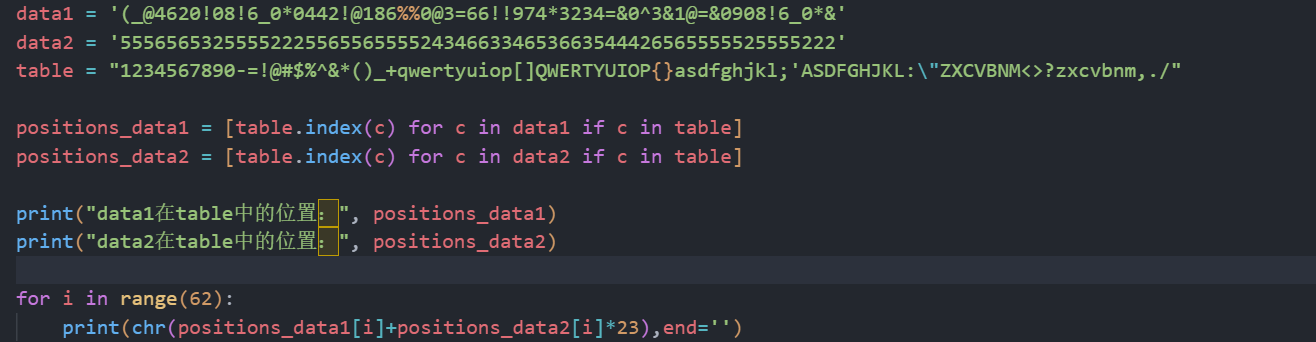 data1 = '(_@4620!08!6_0*0442!@186%%0@3=66!!974*3234=&0^3&1@=&0908!6_0*&'
data2 = '55565653255552225565565555243466334653663544426565555525555222'
table = "1234567890-=!@#$%^&*()_+qwertyuiop[]QWERTYUIOP{}asdfghjkl;'ASDFGHJKL:\"ZXCVBNM<>?zxcvbnm,./"
positions_data1 = [table.index(c) for c in data1 if c in table]
positions_data2 = [table.index(c) for c in data2 if c in table]
print("data1在table中的位置：", positions_data1)
print("data2在table中的位置：", positions_data2)
for i in range(62):
    print(chr(positions_data1[i]+positions_data2[i]*23),end='')